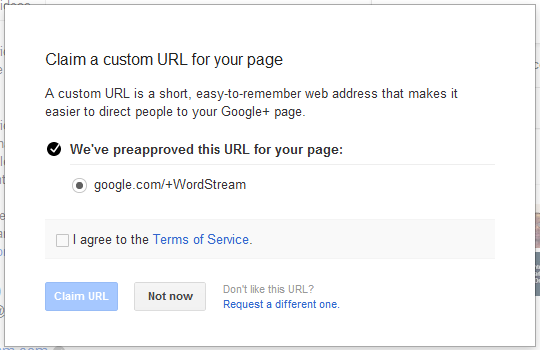 Claim a custom URL for your page
A custom URL is a short, easy-to-remember web address that makes it
easier to direct people to your Google+ page.
We've preapproved this URL for your page:
google.com/+WordStream
I agree to the Terms of Service.
Claim URL
Not now
Don't like this URL?
Request a different one.